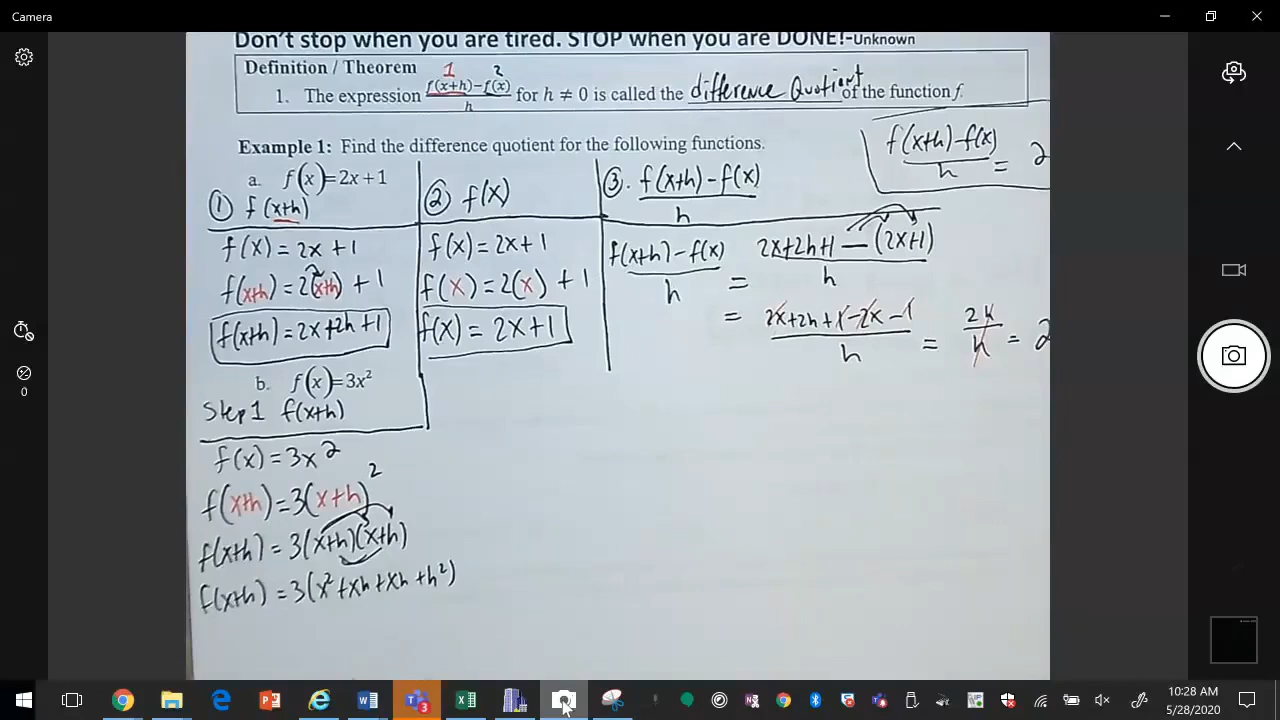 Camera
Don't stop when you are tired. STOP when you are DONE!-Unknown
Definition / Theorem
1. The expression f(x+h)-f(x) / h for h ≠ 0 is called the difference Quotient of the function f.
1 2
Example 1: Find the difference quotient for the following functions.
f(x+h)-f(x) / h = 2
a. f(x)=2x+1
① f(x+h)
② f(x)
③. f(x+h)-f(x) / h
f(x) = 2x +1
f(x+h) = 2(x+h) + 1
f(x+h) = 2x+2h+1
f(x) = 2x+1
f(x) = 2(x) + 1
f(x) = 2x+1
f(x+h)-f(x) / h = 2x+2h+1 - (2x+1) / h
= 2x+2h+1-2x-1 / h = 2h / h = 2
b. f(x)=3x²
Step 1 f(x+h)
f(x) = 3x²
f(x+h) = 3(x+h)²
f(x+h) = 3(x+h)(x+h)
f(x+h) = 3(x²+xh+xh+h²)
0
3
10:28 AM
5/28/2020